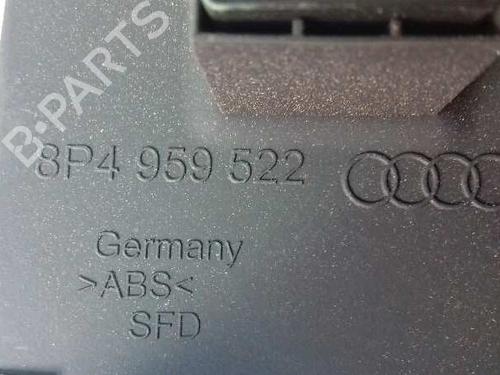 B-PARTS
8P4 959 522
Germany
>ABS<
SFD